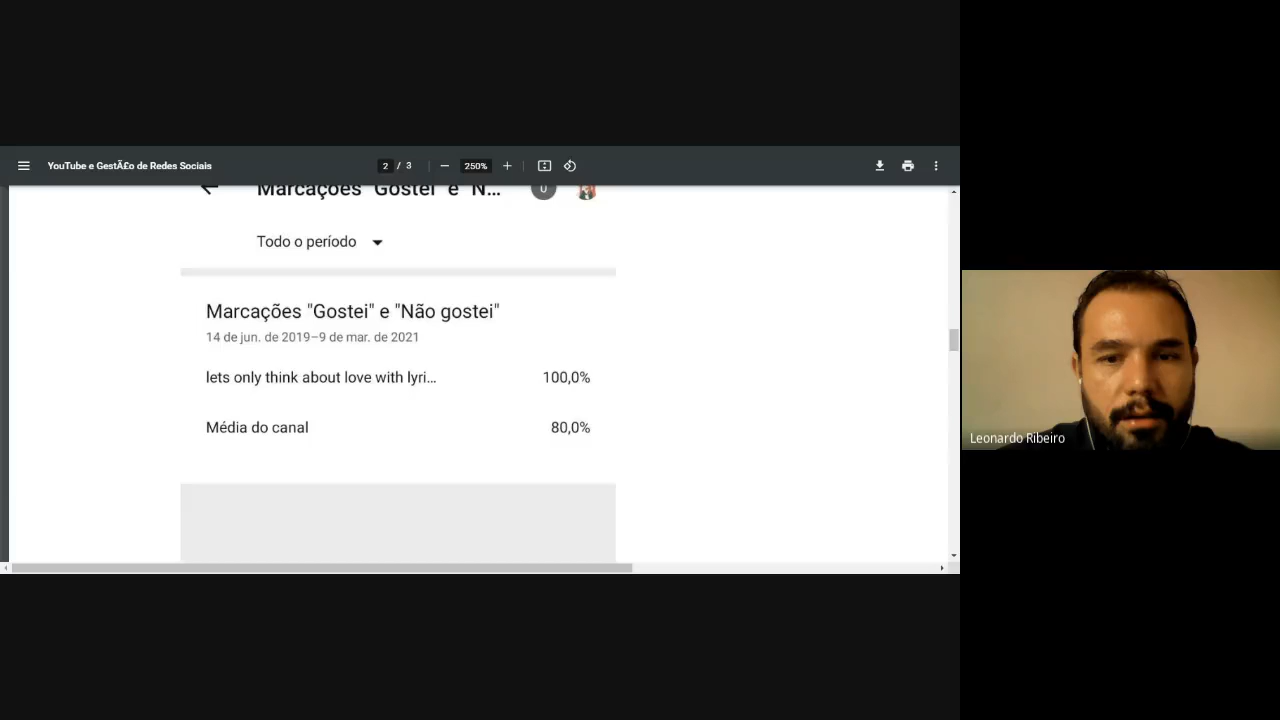 YouTube e GestÃ£o de Redes Sociais
2 / 3
250%
Marcações "Gostei" e "N...
Todo o período
Marcações "Gostei" e "Não gostei"
14 de jun. de 2019–9 de mar. de 2021
lets only think about love with lyri... 100,0%
Média do canal 80,0%
Leonardo Ribeiro